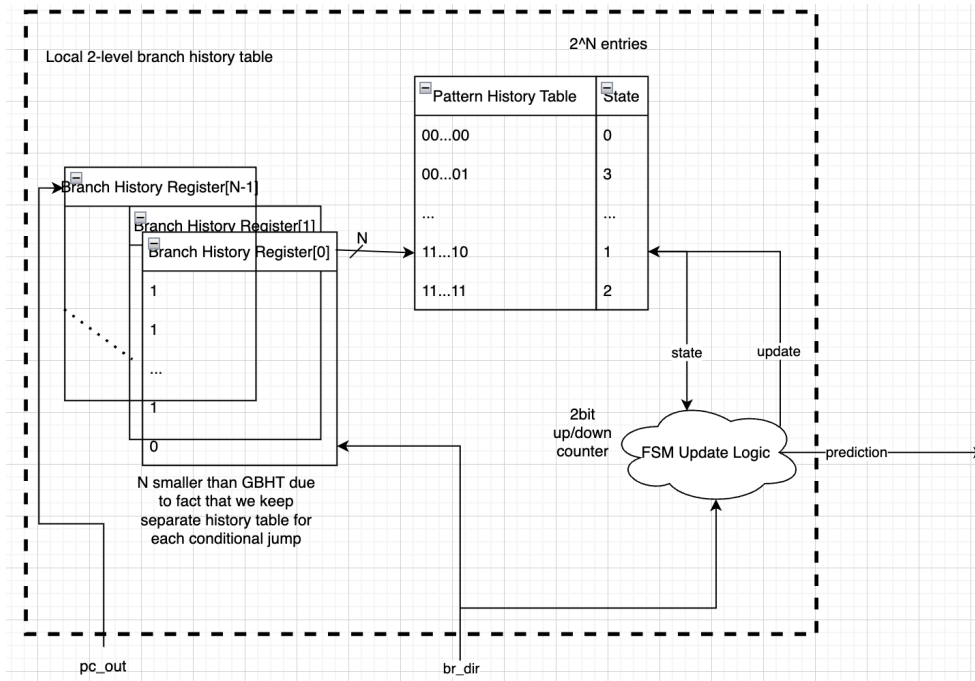 Local 2-level branch history table
2^N entries
Pattern History Table State
00...00 0
00...01 3
... ...
11...10 1
11...11 2
Branch History Register[N-1]
Branch History Register[1]
Branch History Register[0]
N
1
1
...
1
0
state
update
2bit
up/down
counter
FSM Update Logic
prediction
N smaller than GBHT due
to fact that we keep
separate history table for
each conditional jump
pc_out
br_dir